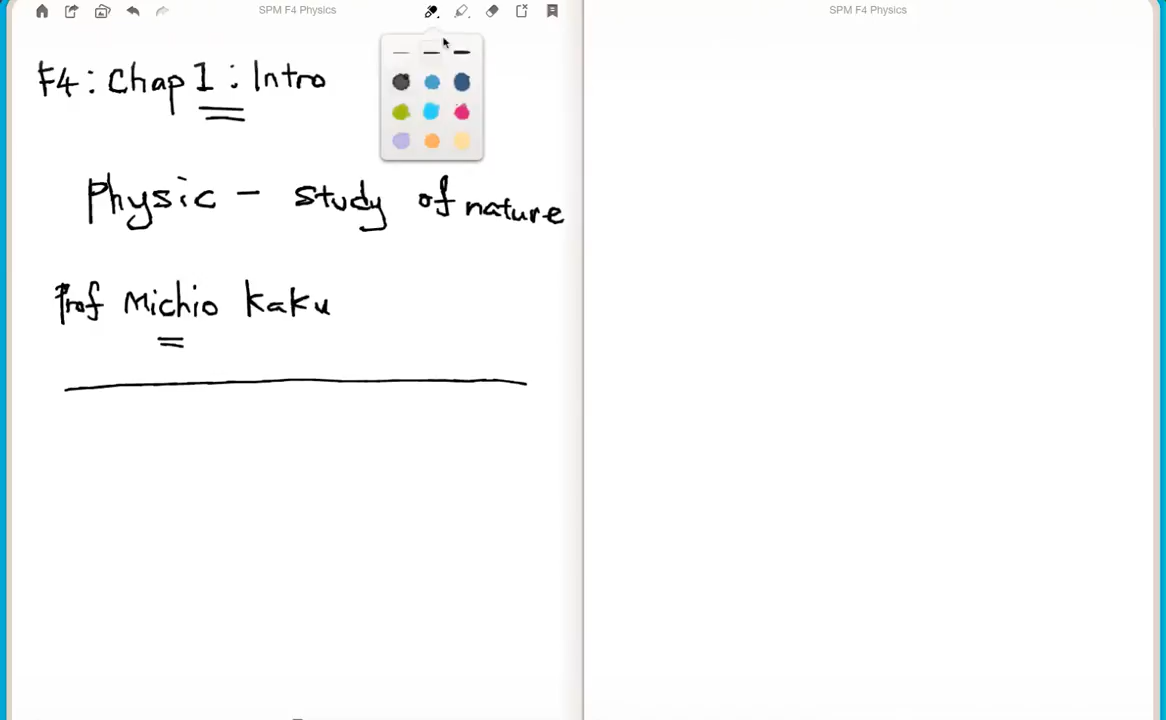 SPM F4 Physics
SPM F4 Physics
F4: Chap 1: Intro
Physic - study of nature
Prof Michio Kaku